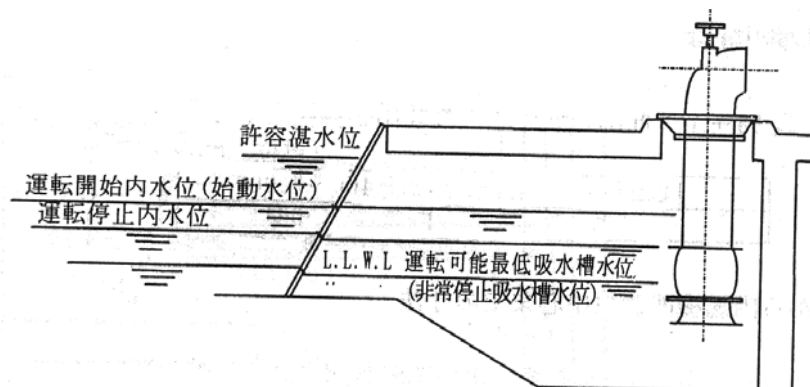 許容湛水位
運転開始内水位(始動水位)
運転停止内水位
L.L.W.L 運転可能最低吸水槽水位
(非常停止吸水槽水位)